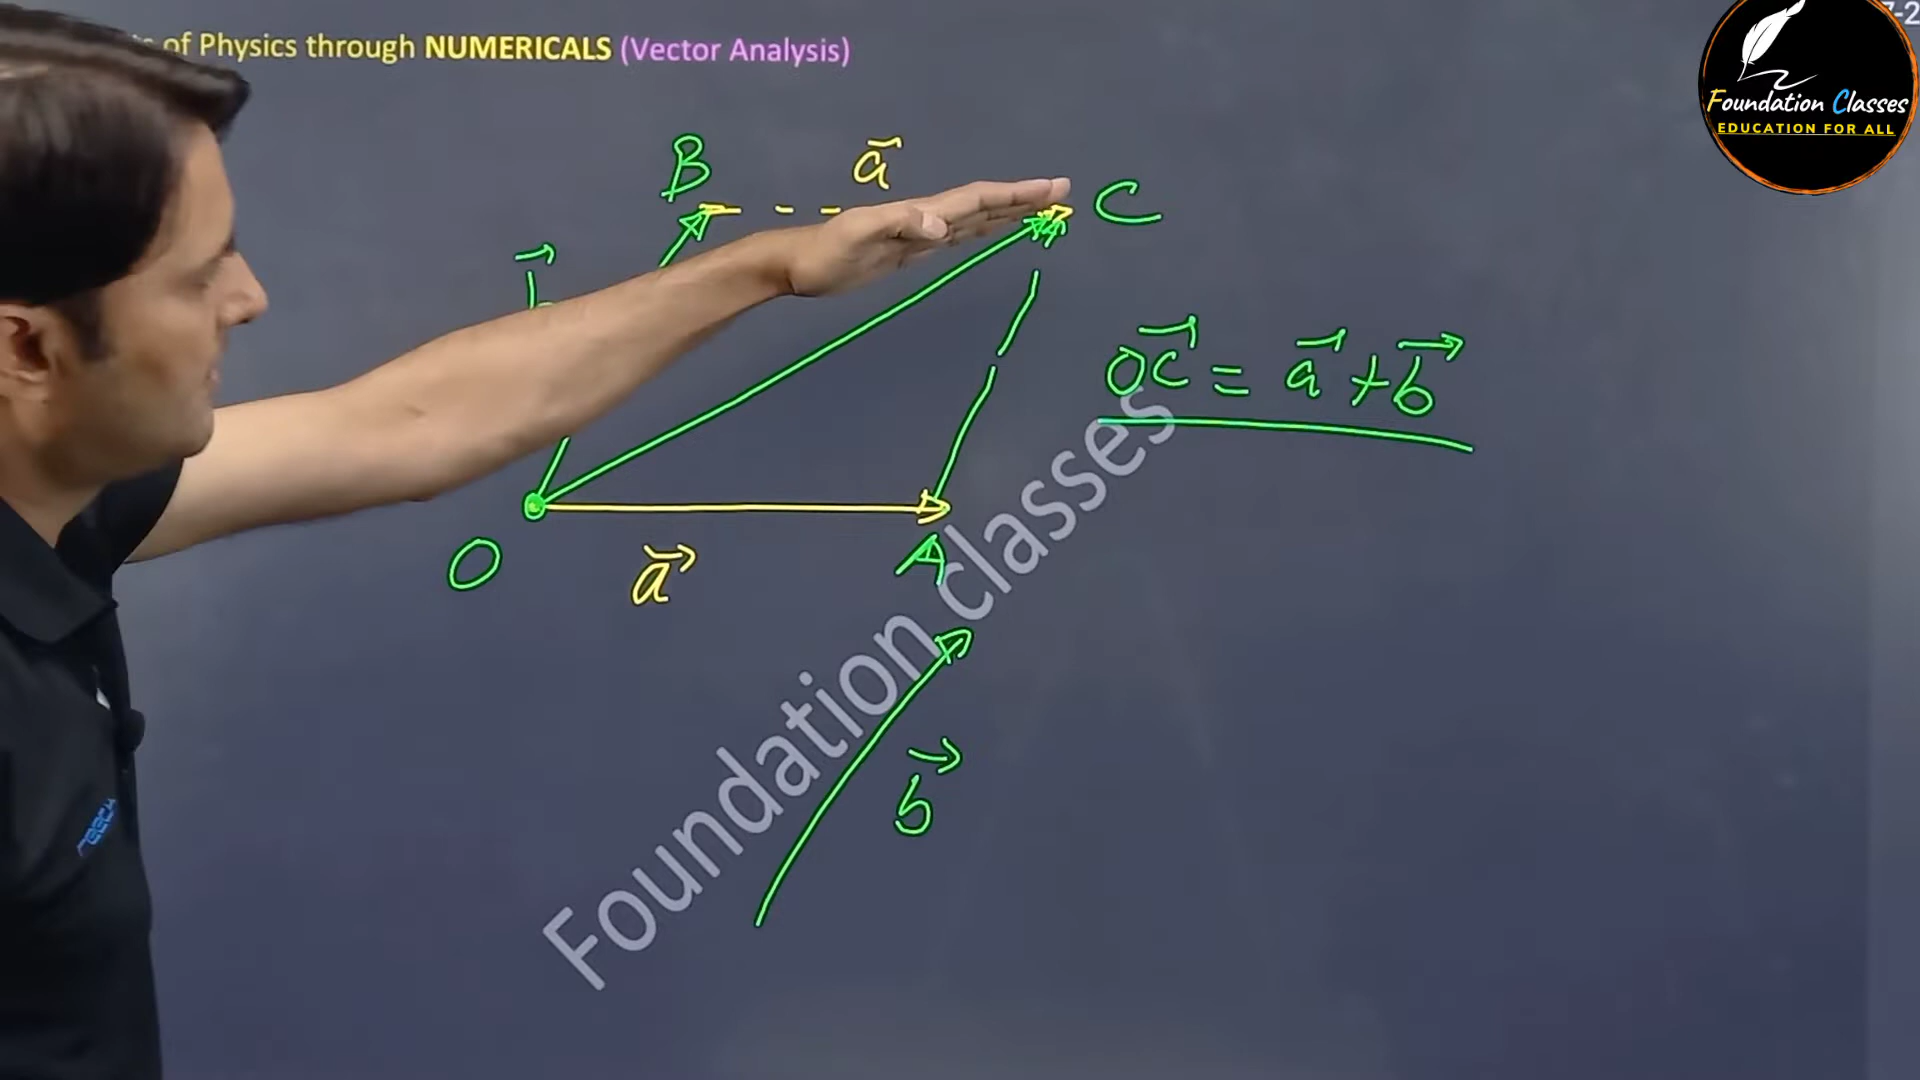 of Physics through NUMERICALS (Vector Analysis)
Foundation Classes
EDUCATION FOR ALL
B
a⃗
C
b⃗
OC⃗ = a⃗ + b⃗
O
a⃗
A
b⃗
Foundation classes